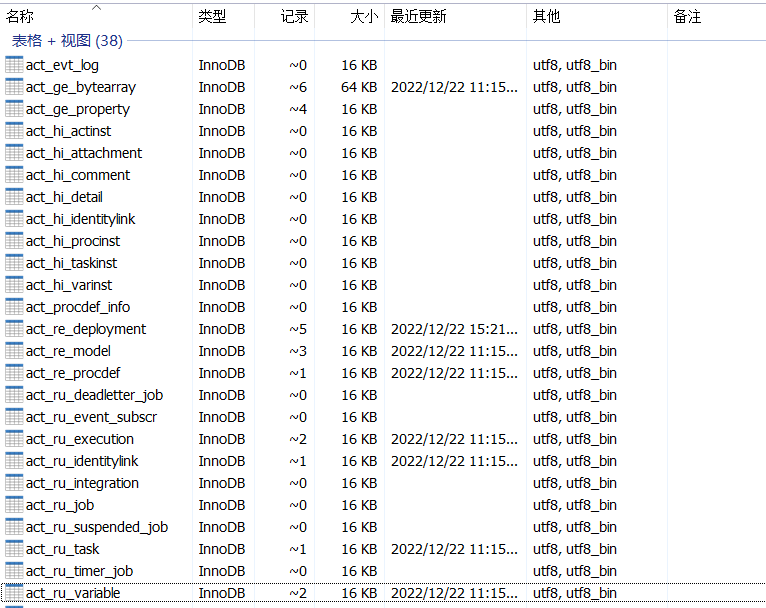 名称 类型 记录 大小 最近更新 其他 备注
表格 + 视图 (38)
act_evt_log InnoDB ~0 16 KB utf8, utf8_bin
act_ge_bytearray InnoDB ~6 64 KB 2022/12/22 11:15... utf8, utf8_bin
act_ge_property InnoDB ~4 16 KB utf8, utf8_bin
act_hi_actinst InnoDB ~0 16 KB utf8, utf8_bin
act_hi_attachment InnoDB ~0 16 KB utf8, utf8_bin
act_hi_comment InnoDB ~0 16 KB utf8, utf8_bin
act_hi_detail InnoDB ~0 16 KB utf8, utf8_bin
act_hi_identitylink InnoDB ~0 16 KB utf8, utf8_bin
act_hi_procinst InnoDB ~0 16 KB utf8, utf8_bin
act_hi_taskinst InnoDB ~0 16 KB utf8, utf8_bin
act_hi_varinst InnoDB ~0 16 KB utf8, utf8_bin
act_procdef_info InnoDB ~0 16 KB utf8, utf8_bin
act_re_deployment InnoDB ~5 16 KB 2022/12/22 15:21... utf8, utf8_bin
act_re_model InnoDB ~3 16 KB 2022/12/22 11:15... utf8, utf8_bin
act_re_procdef InnoDB ~1 16 KB 2022/12/22 11:15... utf8, utf8_bin
act_ru_deadletter_job InnoDB ~0 16 KB utf8, utf8_bin
act_ru_event_subscr InnoDB ~0 16 KB utf8, utf8_bin
act_ru_execution InnoDB ~2 16 KB 2022/12/22 11:15... utf8, utf8_bin
act_ru_identitylink InnoDB ~1 16 KB 2022/12/22 11:15... utf8, utf8_bin
act_ru_integration InnoDB ~0 16 KB utf8, utf8_bin
act_ru_job InnoDB ~0 16 KB utf8, utf8_bin
act_ru_suspended_job InnoDB ~0 16 KB utf8, utf8_bin
act_ru_task InnoDB ~1 16 KB 2022/12/22 11:15... utf8, utf8_bin
act_ru_timer_job InnoDB ~0 16 KB utf8, utf8_bin
act_ru_variable InnoDB ~2 16 KB 2022/12/22 11:15... utf8, utf8_bin